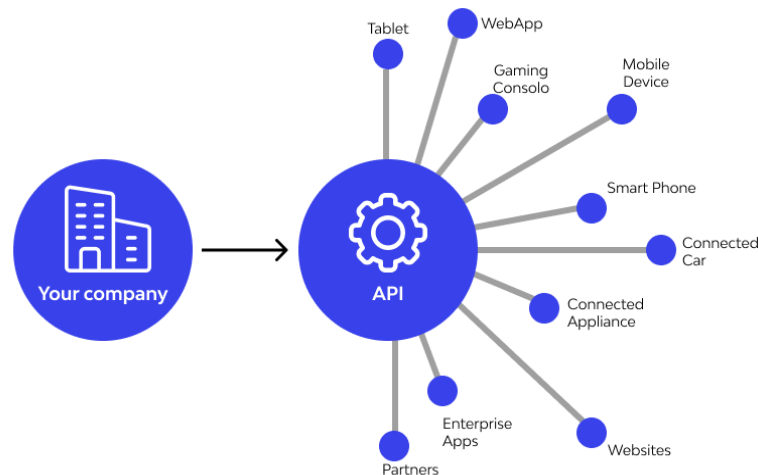 Tablet
WebApp
Gaming
Consolo
Mobile
Device
Smart Phone
Connected
Car
Connected
Appliance
Websites
Enterprise
Apps
Partners
Your company
API